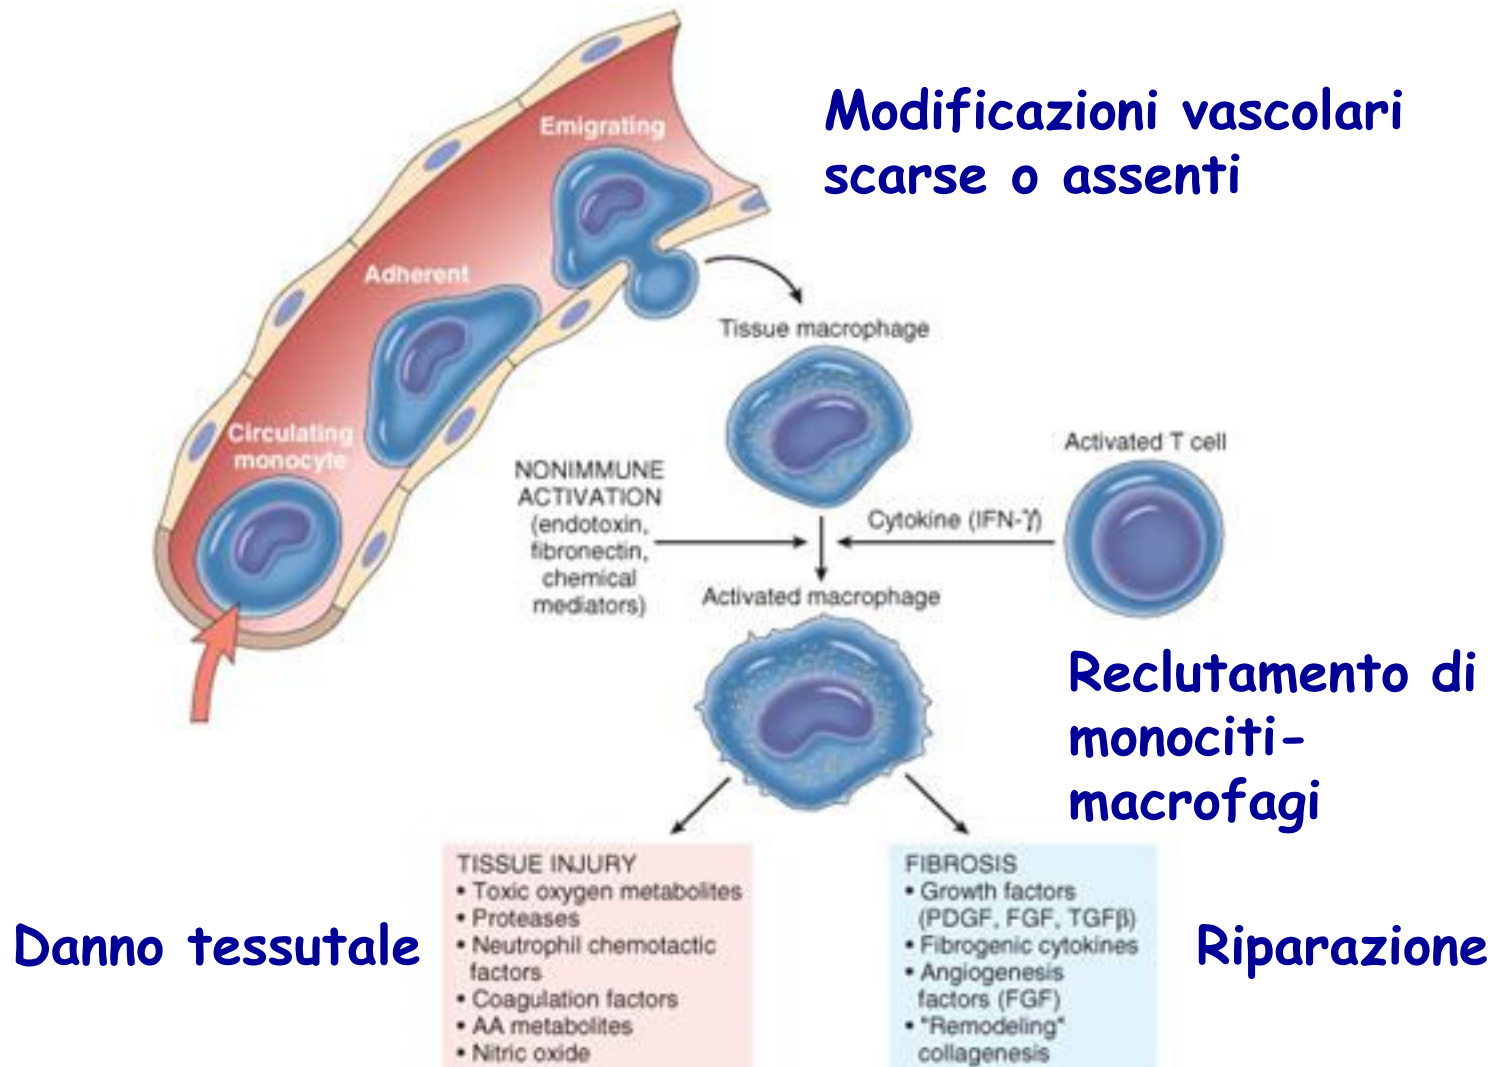 Modificazioni vascolari
scarse o assenti
Emigrating
Adherent
Circulating
monocyte
Tissue macrophage
Activated T cell
NONIMMUNE
ACTIVATION
(endotoxin,
fibronectin,
chemical
mediators)
Cytokine (IFN-γ)
Activated macrophage
Reclutamento di
monociti-
macrofagi
Danno tessutale
TISSUE INJURY
• Toxic oxygen metabolites
• Proteases
• Neutrophil chemotactic
factors
• Coagulation factors
• AA metabolites
• Nitric oxide
FIBROSIS
• Growth factors
(PDGF, FGF, TGFβ)
• Fibrogenic cytokines
• Angiogenesis
factors (FGF)
• "Remodeling"
collagenesis
Riparazione